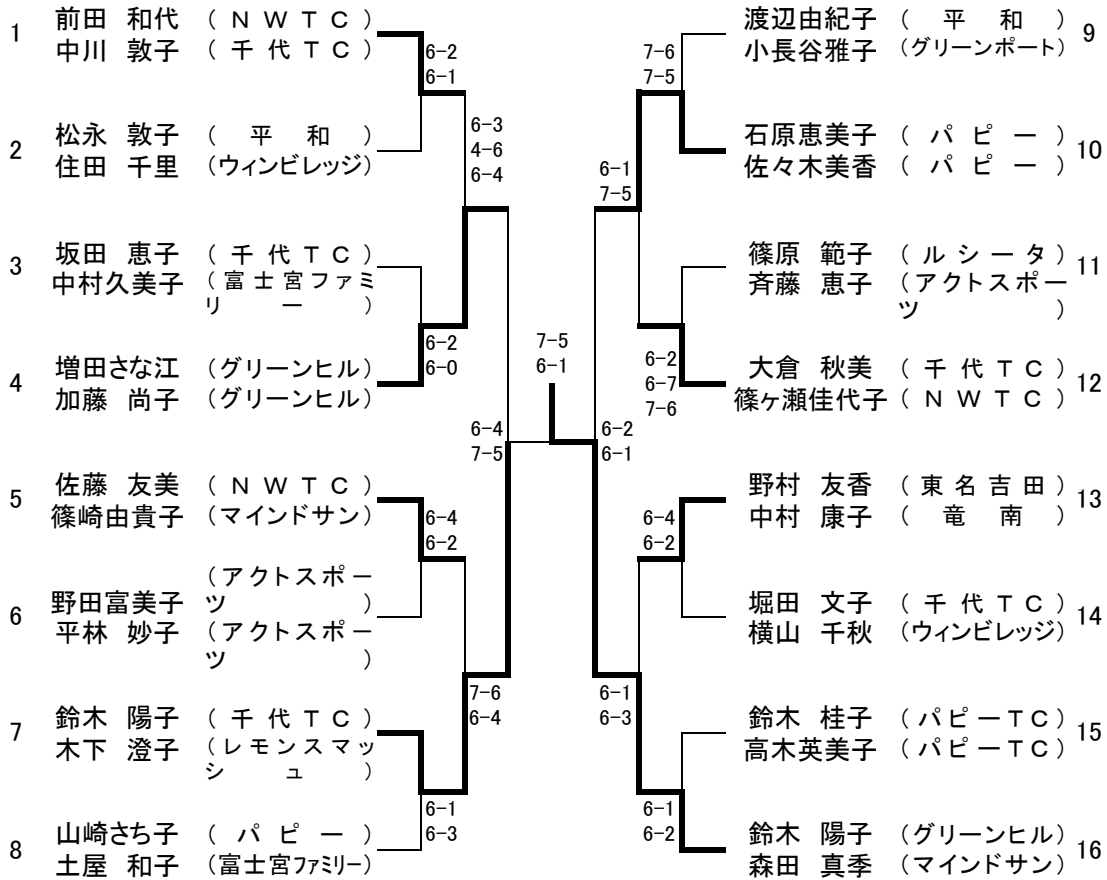 1 前田 和代 (NWTC)
中川 敦子 (千代TC)
6-2
6-1
2 松永 敦子 (平和)
住田 千里 (ウィンビレッジ)
6-3
4-6
6-4
3 坂田 恵子 (千代TC)
中村久美子 (富士宮ファミリー)
4 増田さな江 (グリーンヒル)
加藤 尚子 (グリーンヒル)
6-2
6-0
6-4
7-5
5 佐藤 友美 (NWTC)
篠崎由貴子 (マインドサン)
6-4
6-2
6 野田富美子 (アクトスポーツ)
平林 妙子 (アクトスポーツ)
7-6
6-4
7 鈴木 陽子 (千代TC)
木下 澄子 (レモンスマッシュ)
6-1
6-3
8 山崎さち子 (パピー)
土屋 和子 (富士宮ファミリー)
7-5
6-1
渡辺由紀子 (平和) 9
小長谷雅子 (グリーンポート)
7-6
7-5
石原恵美子 (パピー) 10
佐々木美香 (パピー)
6-1
7-5
篠原 範子 (ルシータ) 11
斉藤 恵子 (アクトスポーツ)
大倉 秋美 (千代TC) 12
篠ヶ瀬佳代子 (NWTC)
6-2
6-7
7-6
6-2
6-1
野村 友香 (東名吉田) 13
中村 康子 (竜南)
6-4
6-2
堀田 文子 (千代TC) 14
横山 千秋 (ウィンビレッジ)
6-1
6-3
鈴木 桂子 (パピーTC) 15
高木英美子 (パピーTC)
6-1
6-2
鈴木 陽子 (グリーンヒル) 16
森田 真季 (マインドサン)